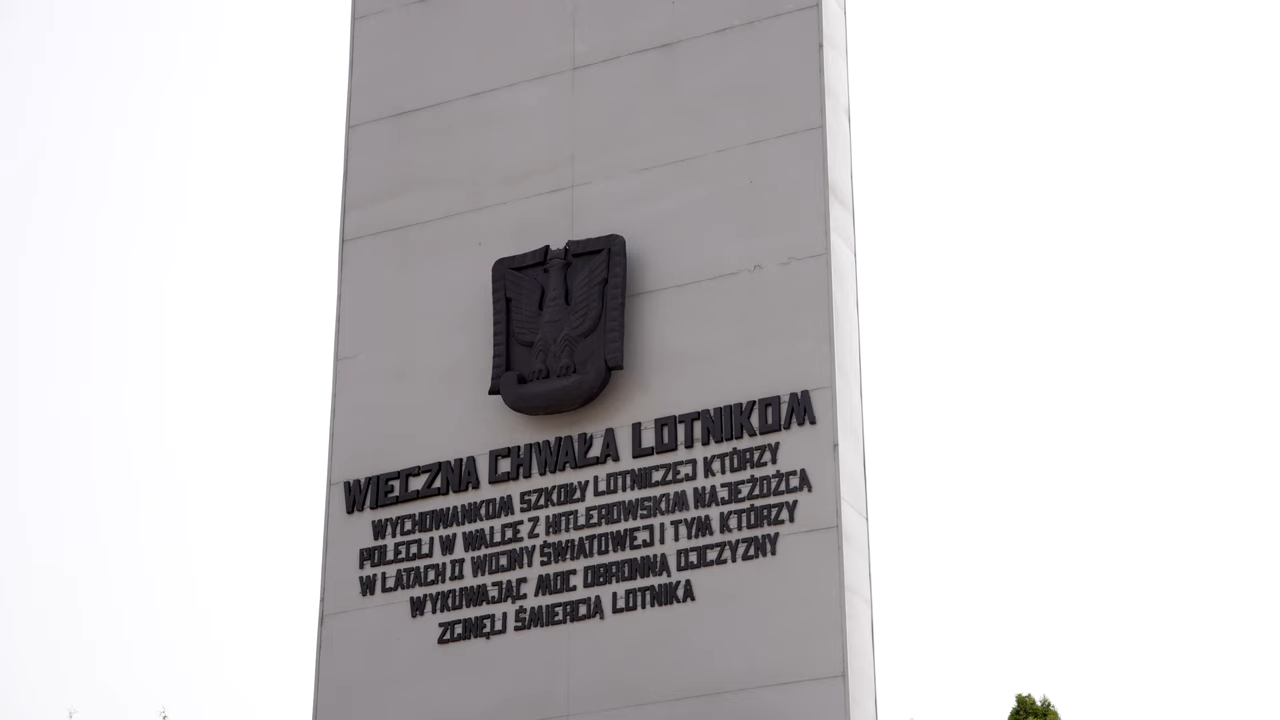 WIECZNA CHWAŁA LOTNIKOM
WYCHOWANKOM SZKOŁY LOTNICZEJ KTÓRZY
POLEGLI W WALCE Z HITLEROWSKIM NAJEŹDŹCĄ
W LATACH II WOJNY ŚWIATOWEJ I TYM KTÓRZY
WYKUWAJĄC MOC OBRONNĄ OJCZYZNY
ZGINĘLI ŚMIERCIĄ LOTNIKA